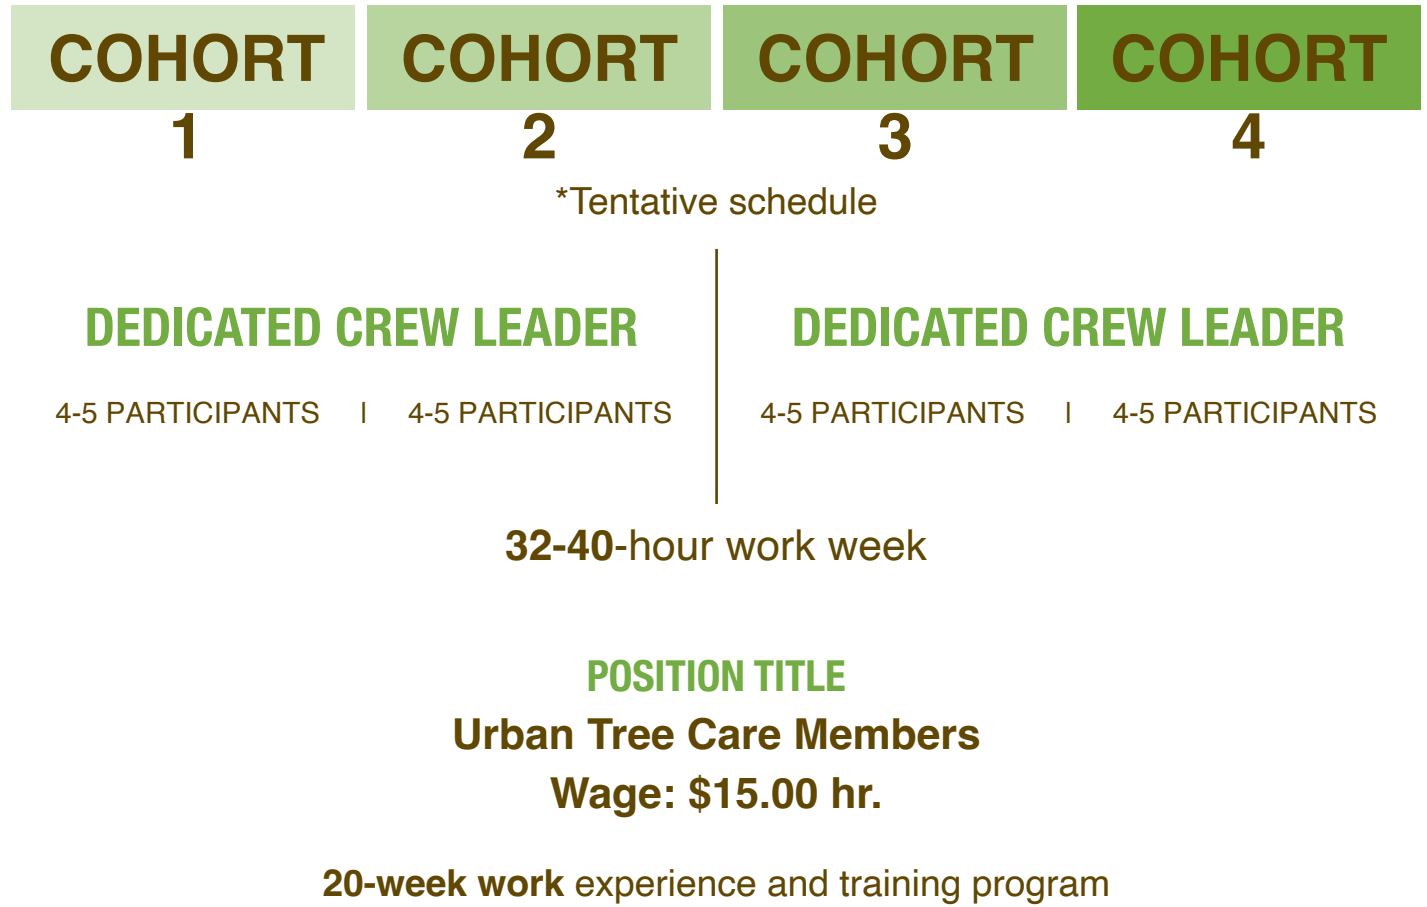 COHORT COHORT COHORT COHORT
1 2 3 4
*Tentative schedule
DEDICATED CREW LEADER DEDICATED CREW LEADER
4-5 PARTICIPANTS | 4-5 PARTICIPANTS 4-5 PARTICIPANTS | 4-5 PARTICIPANTS
32-40-hour work week
POSITION TITLE
Urban Tree Care Members
Wage: $15.00 hr.
20-week work experience and training program